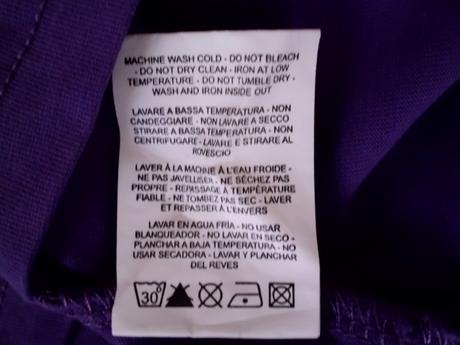 MACHINE WASH COLD - DO NOT BLEACH
- DO NOT DRY CLEAN - IRON AT LOW
TEMPERATURE - DO NOT TUMBLE DRY -
WASH AND IRON INSIDE OUT
LAVARE A BASSA TEMPERATURA - NON
CANDEGGIARE - NON LAVARE A SECCO
STIRARE A BASSA TEMPERATURA - NON
CENTRIFUGARE - LAVARE E STIRARE AL
ROVESCIO
LAVER À LA MACHINE À L'EAU FROIDE -
NE PAS JAVELLISER - NE SÉCHEZ PAS
PROPRE - REPASSAGE À TEMPÉRATURE
FIABLE - NE TOMBEZ PAS SEC - LAVER
ET REPASSER À L'ENVERS
LAVAR EN AGUA FRÍA - NO USAR
BLANQUEADOR - NO LAVAR EN SECO -
PLANCHAR A BAJA TEMPERATURA - NO
USAR SECADORA - LAVAR Y PLANCHAR
DEL REVES
30°